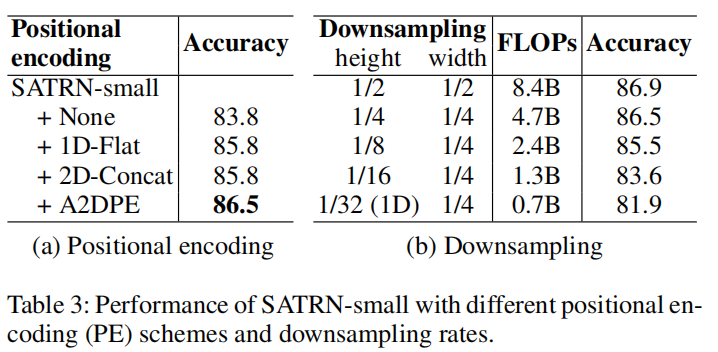 Positional encoding Accuracy
SATRN-small
+ None 83.8
+ 1D-Flat 85.8
+ 2D-Concat 85.8
+ A2DPE 86.5
(a) Positional encoding
Downsampling FLOPs Accuracy
height width
1/2 1/2 8.4B 86.9
1/4 1/4 4.7B 86.5
1/8 1/4 2.4B 85.5
1/16 1/4 1.3B 83.6
1/32 (1D) 1/4 0.7B 81.9
(b) Downsampling
Table 3: Performance of SATRN-small with different positional en-
coding (PE) schemes and downsampling rates.